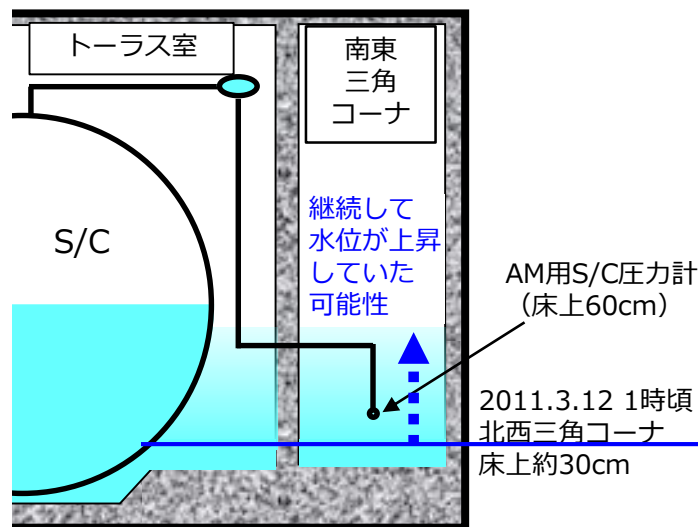 トーラス室
南東
三角
コーナ
S/C
継続して
水位が上昇
していた
可能性
AM用S/C圧力計
（床上60cm）
2011.3.12 1時頃
北西三角コーナ
床上約30cm